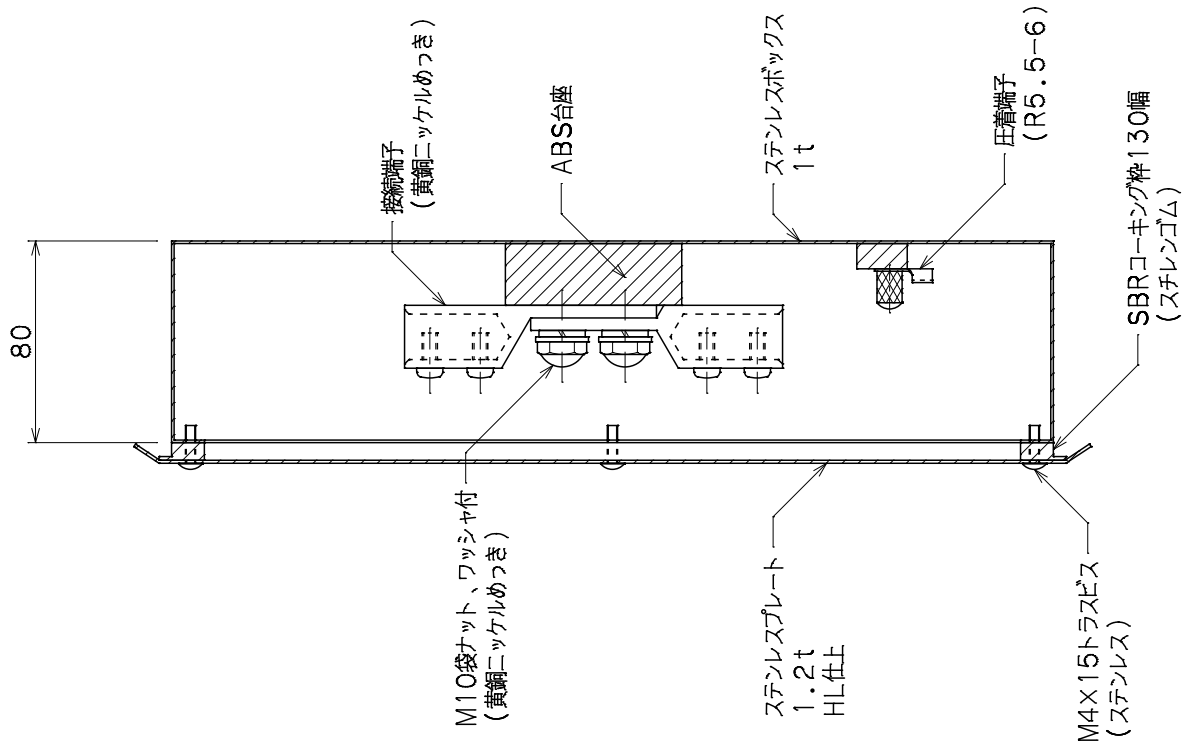 80
接続端子
(黄銅ニッケルめっき)
ABS台座
ステンレスボックス
1t
圧着端子
(R5.5-6)
SBRコーキング枠130幅
(スチレンゴム)
M10袋ナット、ワッシャ付
(黄銅ニッケルめっき)
ステンレスプレート
1.2t
HL仕上
M4×15トラスビス
(ステンレス)